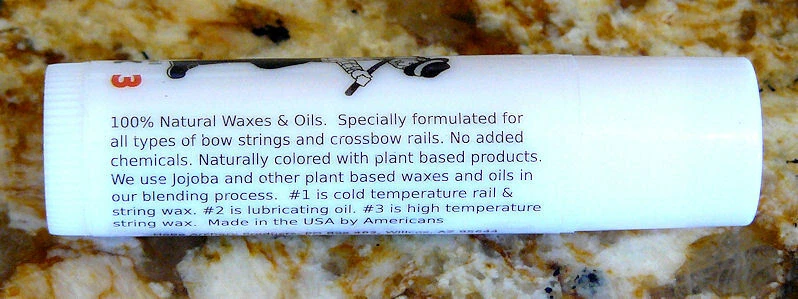 3
100% Natural Waxes & Oils. Specially formulated for
all types of bow strings and crossbow rails. No added
chemicals. Naturally colored with plant based products.
We use Jojoba and other plant based waxes and oils in
our blending process. #1 is cold temperature rail &
string wax. #2 is lubricating oil. #3 is high temperature
string wax. Made in the USA by Americans